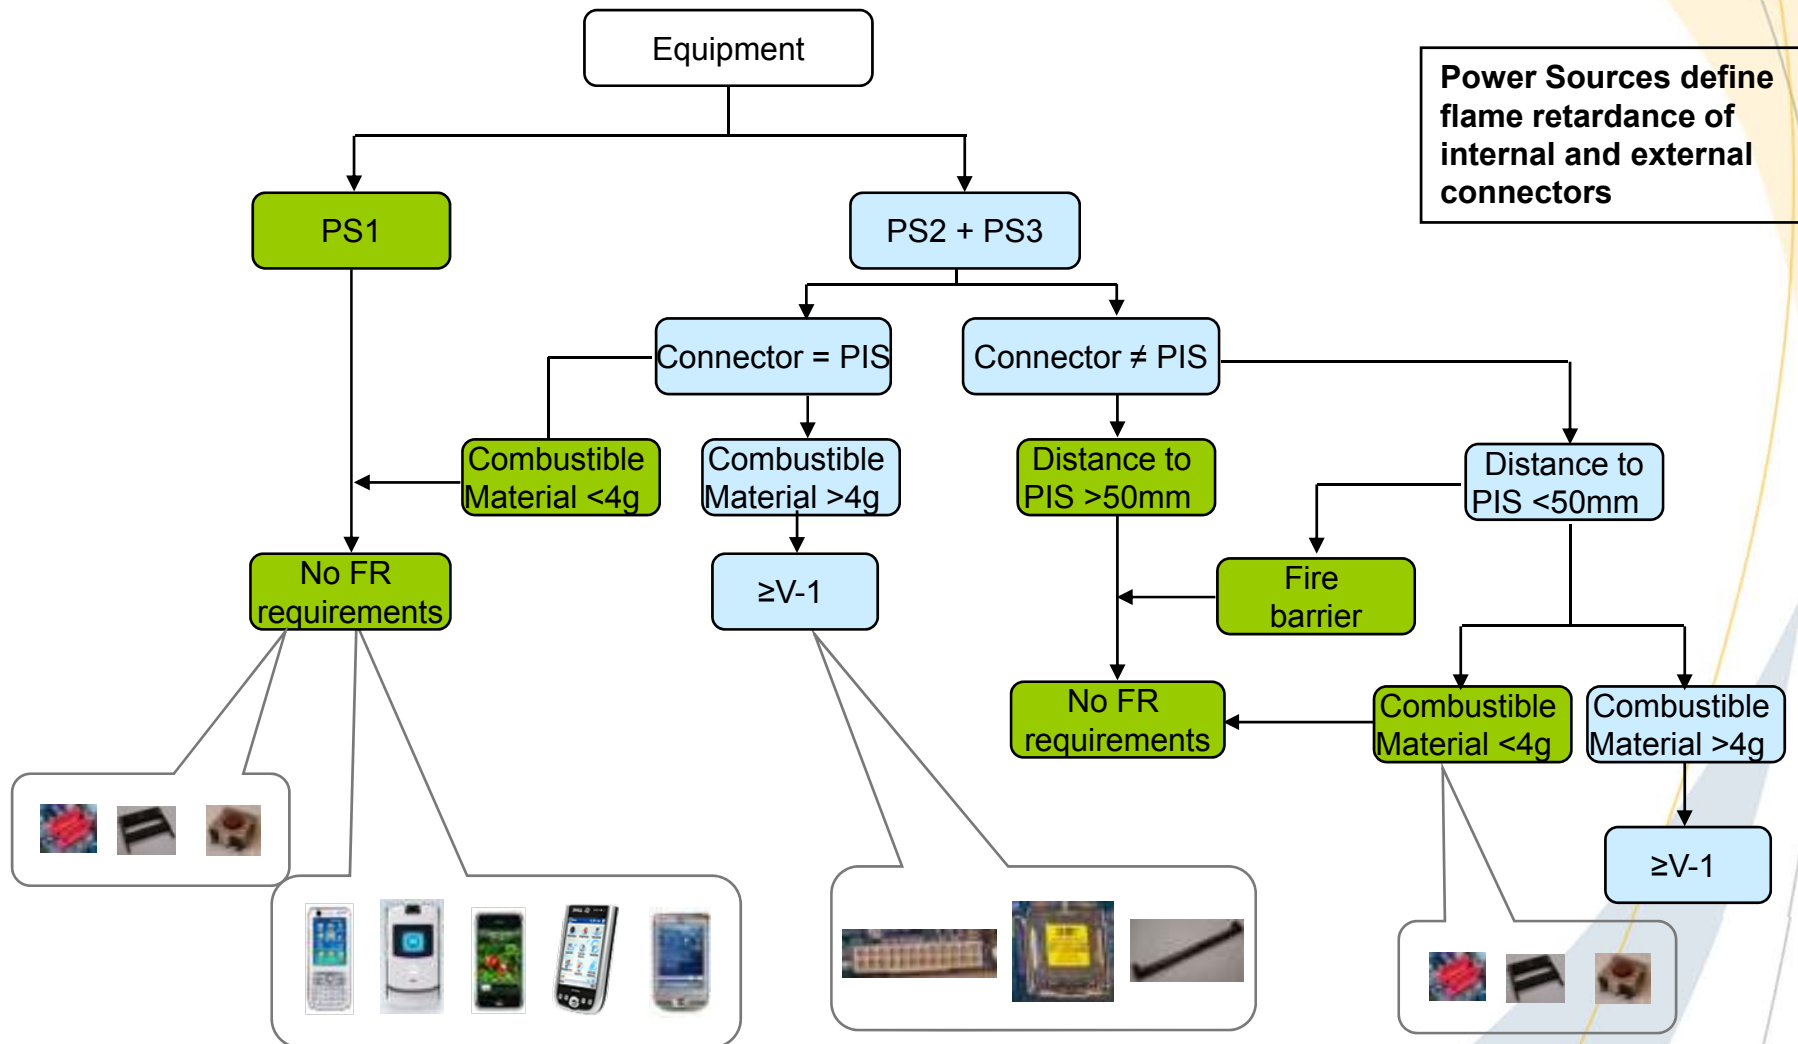 Equipment
Power Sources define
flame retardance of
internal and external
connectors
PS1
PS2 + PS3
Connector = PIS
Connector ≠ PIS
Combustible
Material <4g
Combustible
Material >4g
Distance to
PIS >50mm
Distance to
PIS <50mm
No FR
requirements
≥V-1
Fire
barrier
No FR
requirements
Combustible
Material <4g
Combustible
Material >4g
≥V-1